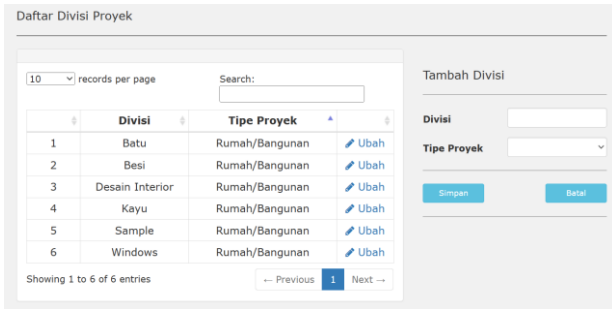 Daftar Divisi Proyek
10 records per page Search:
Divisi Tipe Proyek
1 Batu Rumah/Bangunan Ubah
2 Besi Rumah/Bangunan Ubah
3 Desain Interior Rumah/Bangunan Ubah
4 Kayu Rumah/Bangunan Ubah
5 Sample Rumah/Bangunan Ubah
6 Windows Rumah/Bangunan Ubah
Showing 1 to 6 of 6 entries ← Previous 1 Next →
Tambah Divisi
Divisi
Tipe Proyek
Simpan Batal